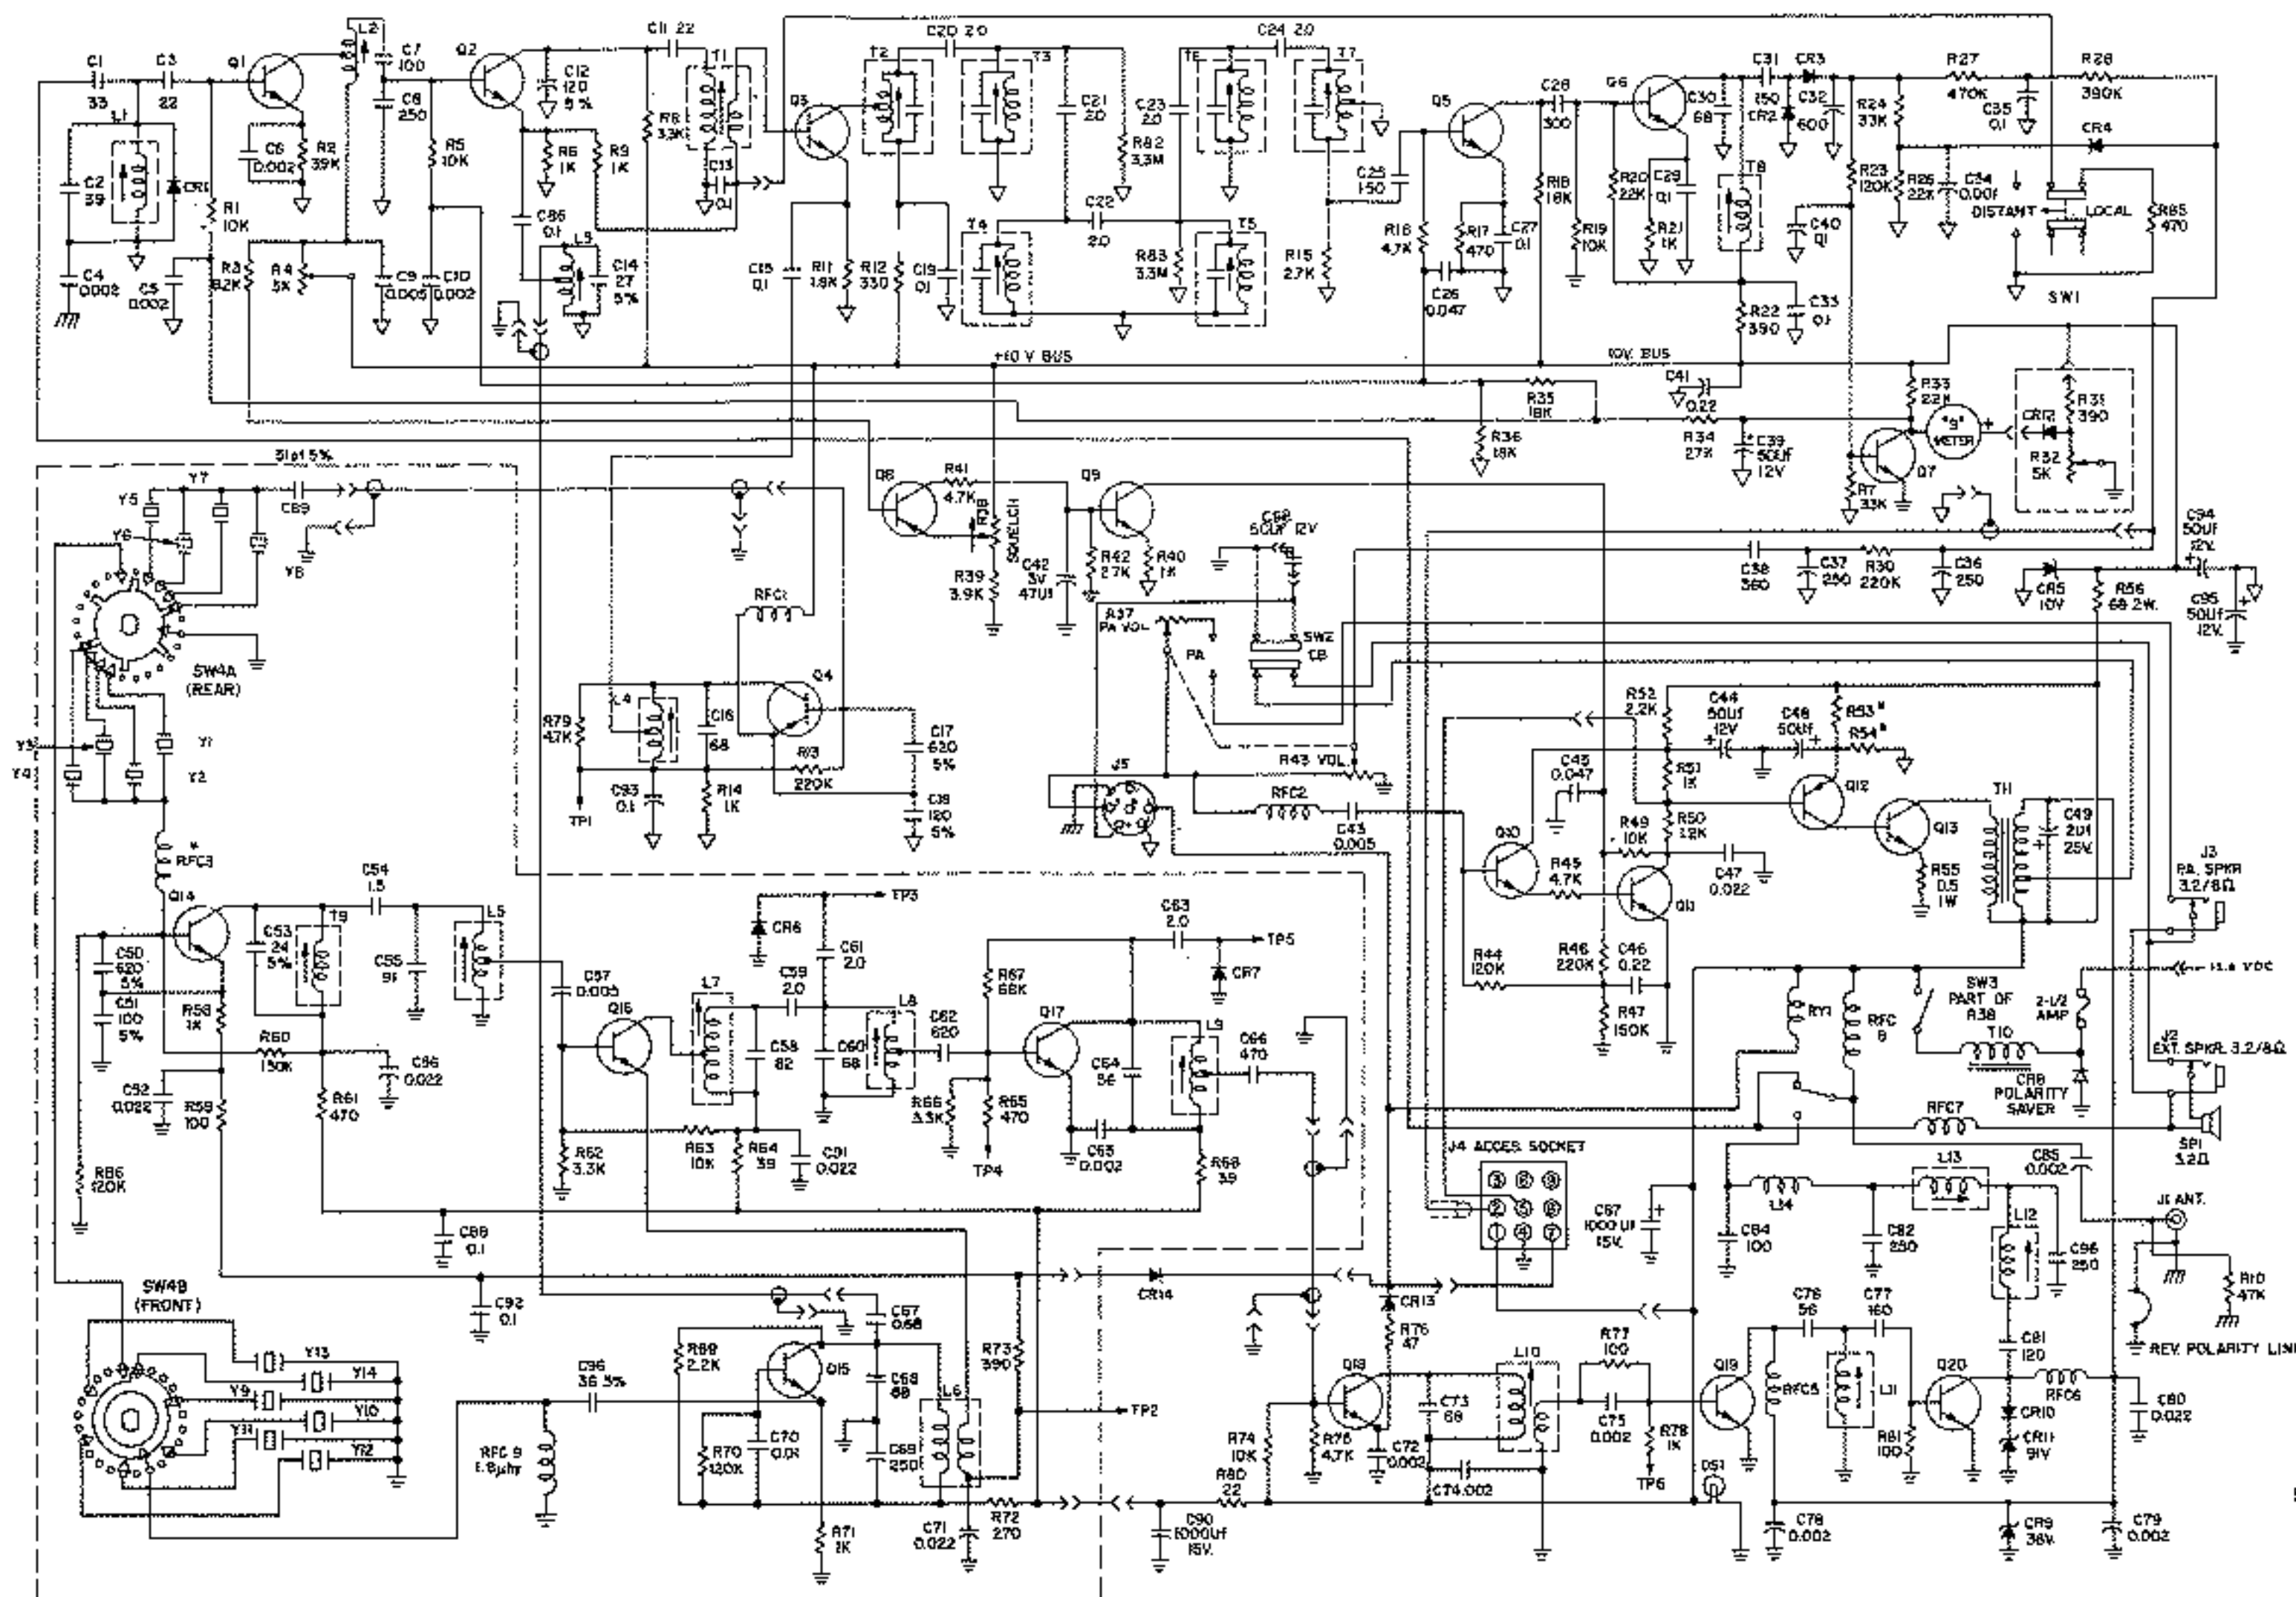 C1
33
C3
22
Q1
L2
C7
100
Q2
C11 22
T1
C12
120
5%
C20 2.0
T2
T3
C24 2.0
T6
T7
C31
250
CR3
R27
470K
R28
390K
L1
C2
39
CR1
C6
0.002
R2
39K
C8
250
R5
10K
R6
1K
R9
1K
R8
3.3K
C13
0.1
Q3
C21
2.0
R82
3.3M
C23
2.0
Q5
C28
300
Q6
C30
68
CR2
C32
600
R24
33K
C35
0.1
CR4
C4
0.002
C5
0.002
R1
10K
R3
8.2K
R4
5K
C9
0.005
C10
0.002
C86
0.1
L3
C14
27
5%
C15
0.1
R11
1.8K
R12
330
C19
0.1
T4
C22
2.0
R83
3.3M
T5
R15
2.7K
C25
150
R16
4.7K
R17
470
C27
0.1
C26
0.047
R18
18K
R19
10K
R20
22K
R21
1K
C29
0.1
T8
R23
120K
R25
22K
C34
0.001
C40
0.1
DISTANT
LOCAL
R85
470
SW1
R22
390
C33
0.1
+10 V BUS
10V. BUS
R35
18K
C41
0.22
R36
18K
R34
27K
C39
50UF
12V
R33
22K
"S"
METER
Q7
R7
33K
CR12
R31
390
R32
5K
Y5
Y7
Y6
Y8
C89
51pf 5%
SW4A
(REAR)
Y3
Y4
Y1
Y2
Q8
R41
4.7K
R38
SQUELCH
R39
3.9K
Q9
C42
3V
47Uf
R42
27K
R40
1K
50UF 12V
R37
PA VOL
PA
SW2
CB
C38
360
C37
250
R30
220K
C36
250
CR5
10V
R56
68 2W.
C94
50UF
12V.
C95
50Uf
12V.
RFC1
Q4
R79
47K
L4
C16
68
C17
620
5%
C18
120
5%
R13
220K
R14
1K
C93
0.1
TP1
J5
R43 VOL.
RFC2
C43
0.005
C45
0.047
R52
2.2K
C44
50Uf
12V
C48
50UF
R53*
R54*
R51
1K
R50
1.2K
R49
10K
Q10
R45
4.7K
Q11
C47
0.022
Q12
Q13
R55
0.5
1W
T11
C49
2Uf
25V.
J3
P.A. SPKR
3.2/8Ω
R44
120K
R46
220K
C46
0.22
R47
150K
RY1
RFC
8
SW3
PART OF
R38
2-1/2
AMP
T10
CR8
POLARITY
SAVER
J2
EXT. SPKR. 3.2/8Ω
RFC7
SP1
3.2Ω
*
RFC3
Q14
C50
620
5%
C51
100
5%
R58
1K
C53
24
5%
T9
C54
1.5
C55
91
L5
R60
150K
C56
0.022
R61
470
C52
0.022
R59
100
R86
120K
C88
0.1
C57
0.005
Q16
L7
CR6
TP3
C61
2.0
C59
2.0
C58
82
C60
68
L8
C62
620
R62
3.3K
R63
10K
R64
39
C91
0.022
R66
3.3K
R65
470
TP4
R67
68K
Q17
C63
2.0
CR7
TP5
C64
56
L9
C65
0.002
R68
39
C66
470
J4 ACCES. SOCKET
3 6 9
2 5 8
1 4 7
C87
1000 Uf
15V.
C84
100
L14
C82
250
L13
C85
0.002
L12
C96
250
J1 ANT.
R10
47K
REV. POLARITY LINE
SW4B
(FRONT)
Y13
Y14
Y9
Y10
Y11
Y12
C92
0.1
C96
36 5%
RFC 9
1.8µhy
R69
2.2K
Q15
C67
0.68
C68
68
R70
120K
C70
0.01
C69
250
L6
R71
1K
C71
0.022
R72
270
R73
390
TP2
CR14
C90
1000Uf
15V.
R80
22
R74
10K
R75
4.7K
Q18
CR13
R76
47
C72
0.002
C73
68
C74 .002
L10
R77
100
C75
0.002
R78
1K
TP6
Q19
DS1
RFC5
C76
56
C77
160
L11
R81
100
Q20
C81
120
RFC6
CR10
CR11
91V
C80
0.022
C78
0.002
CR9
36V.
C79
0.002